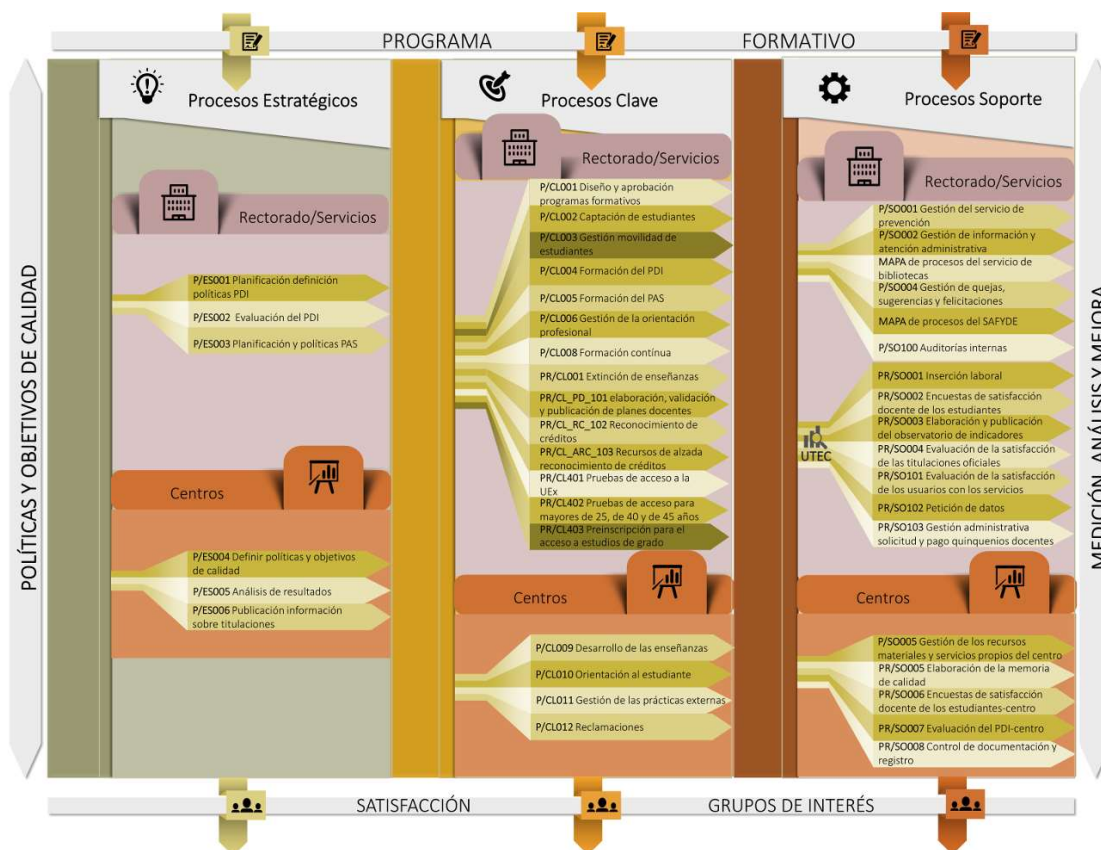 PROGRAMA FORMATIVO
POLÍTICAS Y OBJETIVOS DE CALIDAD
Procesos Estratégicos
Rectorado/Servicios
P/ES001 Planificación definición
políticas PDI
P/ES002 Evaluación del PDI
P/ES003 Planificación y políticas PAS
Centros
P/ES004 Definir políticas y objetivos
de calidad
P/ES005 Análisis de resultados
P/ES006 Publicación información
sobre titulaciones
Procesos Clave
Rectorado/Servicios
P/CL001 Diseño y aprobación
programas formativos
P/CL002 Captación de estudiantes
P/CL003 Gestión movilidad de
estudiantes
P/CL004 Formación del PDI
P/CL005 Formación del PAS
P/CL006 Gestión de la orientación
profesional
P/CL008 Formación contínua
PR/CL001 Extinción de enseñanzas
PR/CL_PD_101 elaboración, validación
y publicación de planes docentes
PR/CL_RC_102 Reconocimiento de
créditos
PR/CL_ARC_103 Recursos de alzada
reconocimiento de créditos
PR/CL401 Pruebas de acceso a la
UEx
PR/CL402 Pruebas de acceso para
mayores de 25, de 40 y de 45 años
PR/CL403 Preinscripción para el
acceso a estudios de grado
Centros
P/CL009 Desarrollo de las enseñanzas
P/CL010 Orientación al estudiante
P/CL011 Gestión de las prácticas externas
P/CL012 Reclamaciones
Procesos Soporte
Rectorado/Servicios
P/SO001 Gestión del servicio de
prevención
P/SO002 Gestión de información y
atención administrativa
MAPA de procesos del servicio de
bibliotecas
P/SO004 Gestión de quejas,
sugerencias y felicitaciones
MAPA de procesos del SAFYDE
P/SO100 Auditorías internas
UTEC
PR/SO001 Inserción laboral
PR/SO002 Encuestas de satisfacción
docente de los estudiantes
PR/SO003 Elaboración y publicación
del observatorio de indicadores
PR/SO004 Evaluación de la satisfacción
de las titulaciones oficiales
PR/SO101 Evaluación de la satisfacción
de los usuarios con los servicios
PR/SO102 Petición de datos
PR/SO103 Gestión administrativa
solicitud y pago quinquenios docentes
Centros
P/SO005 Gestión de los recursos
materiales y servicios propios del centro
PR/SO005 Elaboración de la memoria
de calidad
PR/SO006 Encuestas de satisfacción
docente de los estudiantes-centro
PR/SO007 Evaluación del PDI-centro
PR/SO008 Control de documentación y
registro
MEDICIÓN, ANÁLISIS Y MEJORA
SATISFACCIÓN GRUPOS DE INTERÉS